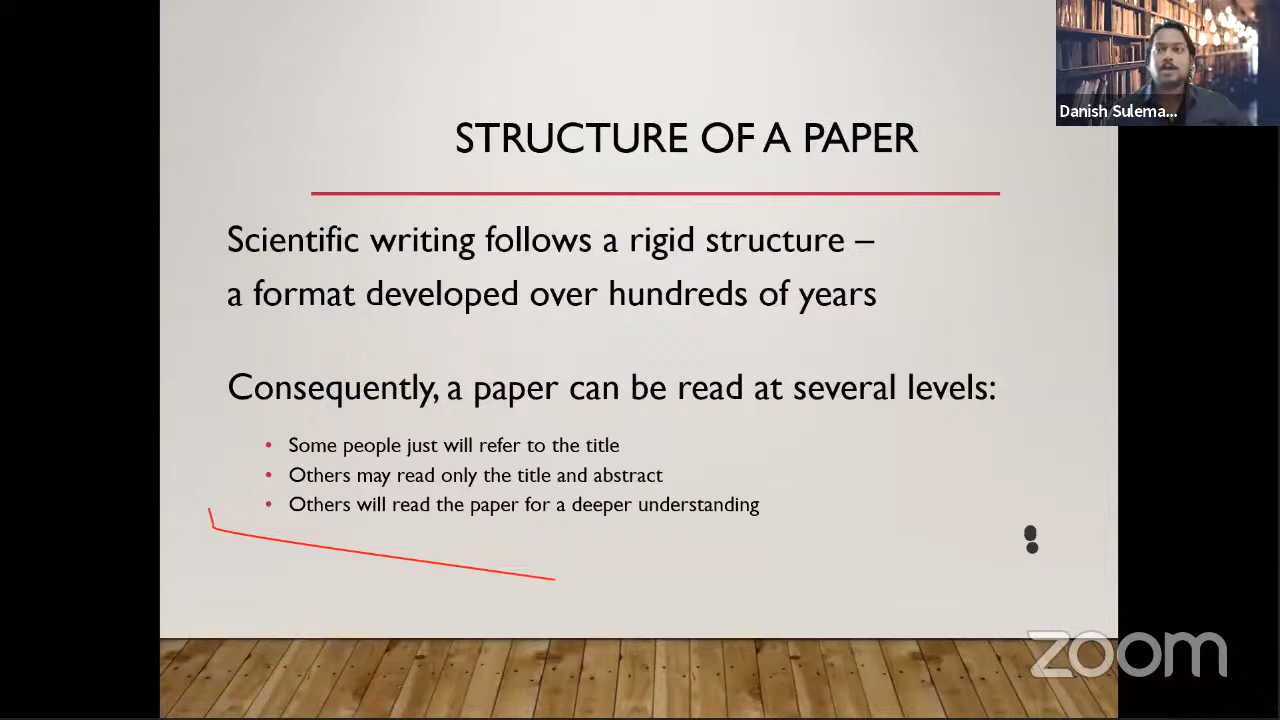 Danish Sulema...
STRUCTURE OF A PAPER
Scientific writing follows a rigid structure –
a format developed over hundreds of years
Consequently, a paper can be read at several levels:
• Some people just will refer to the title
• Others may read only the title and abstract
• Others will read the paper for a deeper understanding
zoom